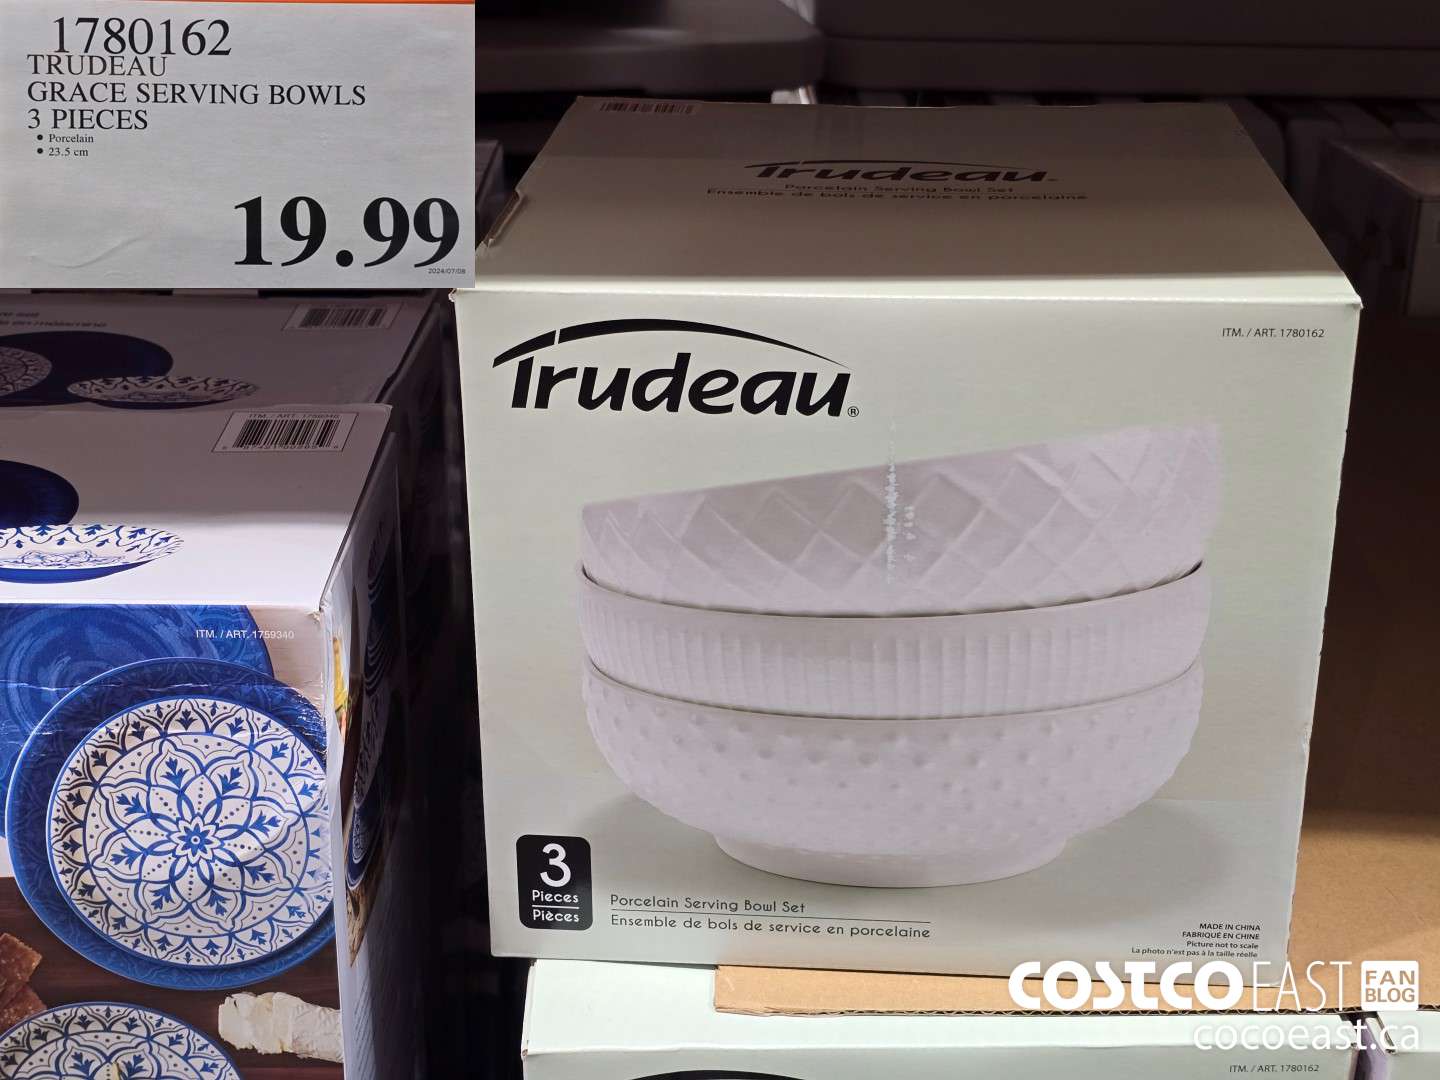 1780162
TRUDEAU
GRACE SERVING BOWLS
3 PIECES
• Porcelain
• 23.5 cm
19.99
2024/07/08
Trudeau
Porcelain Serving Bowl Set
Ensemble de bols de service en porcelaine
ITM. / ART. 1780162
Trudeau®
3
Pieces
Pièces
Porcelain Serving Bowl Set
Ensemble de bols de service en porcelaine
MADE IN CHINA
FABRIQUÉ EN CHINE
Picture not to scale
La photo n'est pas à la taille réelle
ITM. / ART. 1759340
ITM. / ART. 1759340
ITM. / ART. 1780162
COSTCO EAST FAN BLOG
cocoeast.ca